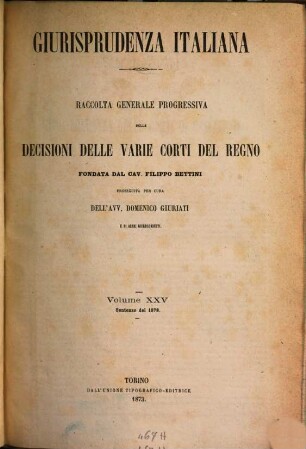 GIURISPRUDENZA ITALIANA
RACCOLTA GENERALE PROGRESSIVA
DELLE
DECISIONI DELLE VARIE CORTI DEL REGNO
FONDATA DAL CAV. FILIPPO BETTINI
PROSEGUITA PER CURA
DELL'AVV. DOMENICO GIURIATI
E DI ALTRI GIURECONSULTI.
Volume XXV
Sentenze del 1873.
TORINO
DALL'UNIONE TIPOGRAFICO-EDITRICE
1873.
467 H